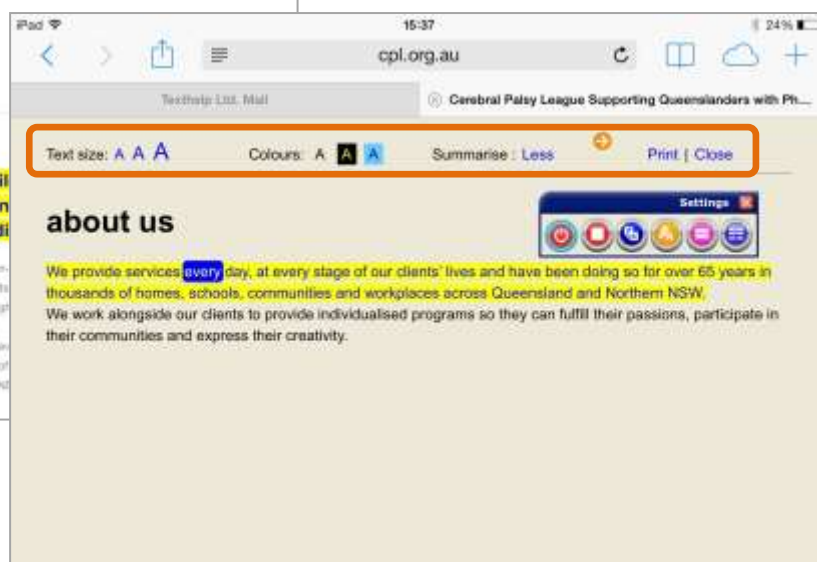 iPad 15:37 24%
cpl.org.au
Texthelp Ltd. Mail Cerebral Palsy League Supporting Queenslanders with Ph...
Text size: A A A Colours: A A A Summarise : Less Print | Close
Settings
about us
We provide services every day, at every stage of our clients' lives and have been doing so for over 65 years in
thousands of homes, schools, communities and workplaces across Queensland and Northern NSW.
We work alongside our clients to provide individualised programs so they can fulfill their passions, participate in
their communities and express their creativity.